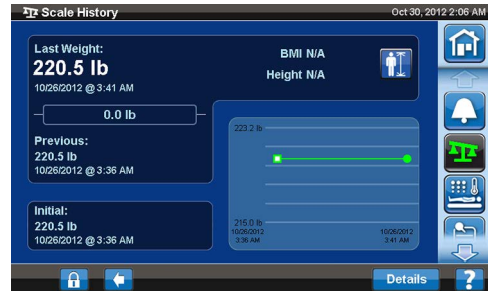 Scale History
Oct 30, 2012 2:06 AM
Last Weight:
220.5 lb
10/26/2012 @ 3:41 AM
BMI N/A
Height N/A
0.0 lb
Previous:
220.5 lb
10/26/2012 @ 3:36 AM
Initial:
220.5 lb
10/26/2012 @ 3:36 AM
223.2 lb
215.0 lb
10/26/2012
3:36 AM
10/26/2012
3:41 AM
Details
?